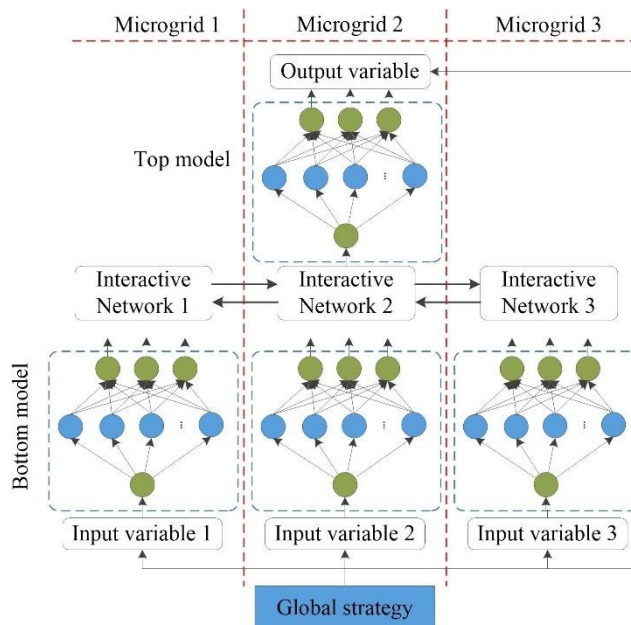 Microgrid 1
Microgrid 2
Microgrid 3
Output variable
Top model
...
Interactive
Network 1
Interactive
Network 2
Interactive
Network 3
Bottom model
...
...
...
Input variable 1
Input variable 2
Input variable 3
Global strategy